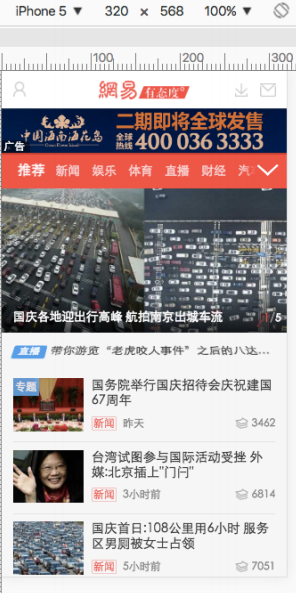 iPhone 5 ▼ 320 × 568 100% ▼
100 200 300
網易 有态度°
中国海南海花岛
二期即将全球发售
全球热线 400 036 3333
广告
推荐 新闻 娱乐 体育 直播 财经 汽
国庆各地迎出行高峰 航拍南京出城车流 1/5
直播 带你游览“老虎咬人事件”之后的八达...
专题
国务院举行国庆招待会庆祝建国
67周年
新闻 昨天 3462
台湾试图参与国际活动受挫 外
媒:北京插上"门闩"
新闻 3小时前 6814
国庆首日:108公里用6小时 服务
区男厕被女士占领
新闻 5小时前 7051